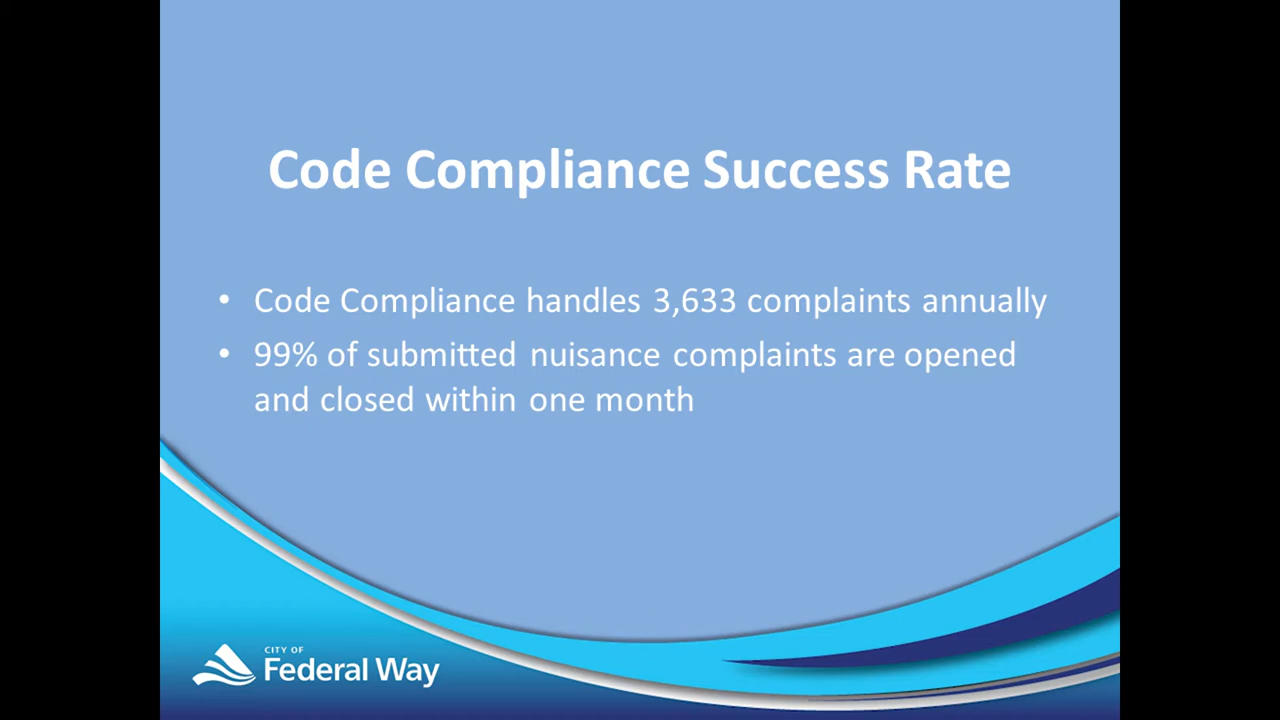 Code Compliance Success Rate
• Code Compliance handles 3,633 complaints annually
• 99% of submitted nuisance complaints are opened
and closed within one month
CITY OF
Federal Way